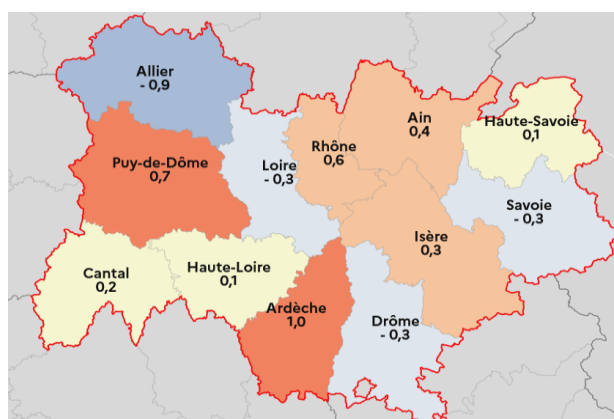 Allier
- 0,9
Puy-de-Dôme
0,7
Loire
- 0,3
Rhône
0,6
Ain
0,4
Haute-Savoie
0,1
Savoie
- 0,3
Isère
0,3
Cantal
0,2
Haute-Loire
0,1
Ardèche
1,0
Drôme
- 0,3